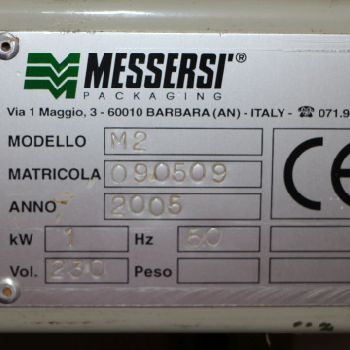 MESSERSI'®
PACKAGING
Via 1 Maggio, 3 - 60010 BARBARA (AN) - ITALY - ☎ 071.9
MODELLO M2
MATRICOLA 090509
ANNO 2005
kW 1 Hz 50
Vol. 230 Peso
CE